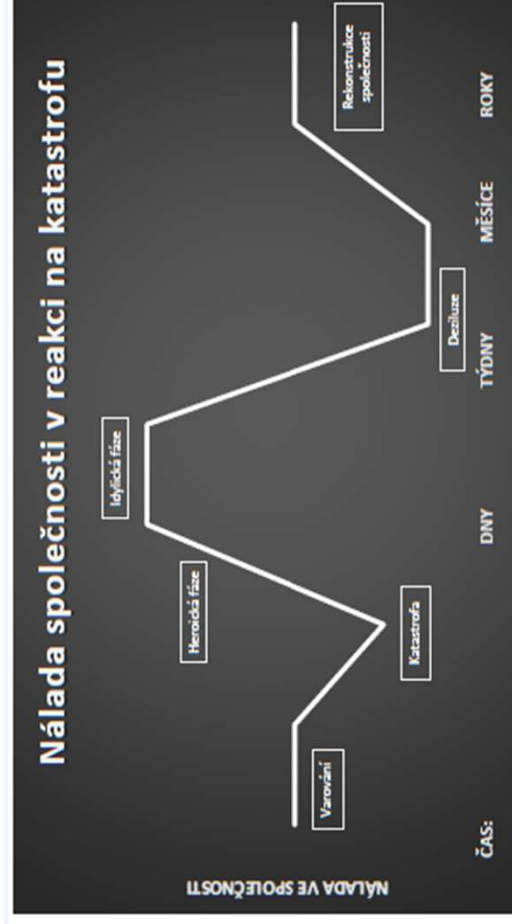 Nálada společnosti v reakci na katastrofu
NÁLADA VE SPOLEČNOSTI
Varování
Katastrofa
Heroická fáze
Idylická fáze
Deziluze
Rekonstrukce
společnosti
ČAS:
DNY
TÝDNY
MĚSÍCE
ROKY